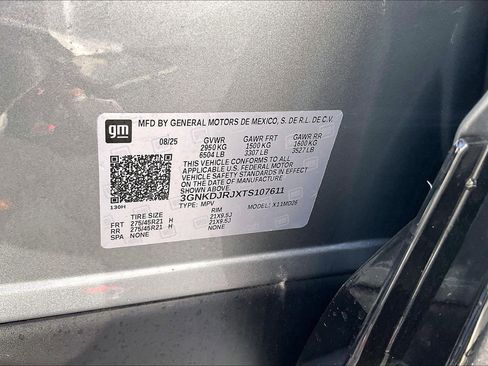 gm
MFD BY GENERAL MOTORS DE MEXICO, S. DE R.L. DE C.V.
08/25 GVWR GAWR FRT GAWR RR
2950 KG 1500 KG 1600 KG
6504 LB 3307 LB 3527 LB
THIS VEHICLE CONFORMS TO ALL
APPLICABLE U.S. FEDERAL MOTOR
VEHICLE SAFETY STANDARDS IN EFFECT
ON THE DATE OF MANUFACTURE
SHOWN ABOVE.
3GNKDJRJXTS107611
130H TYPE: MPV MODEL: X11MD26
TIRE SIZE RIM
FRT 275/45R21 H 21X9.5J
RR 275/45R21 H 21X9.5J
SPA NONE NONE